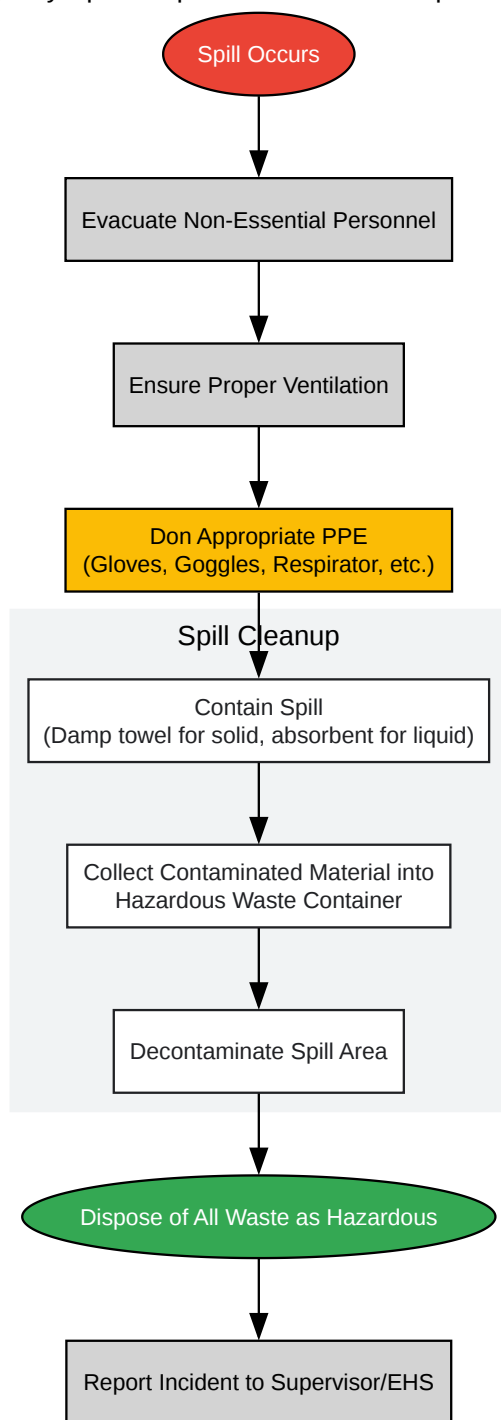 Spill Occurs
Evacuate Non-Essential Personnel
Ensure Proper Ventilation
Don Appropriate PPE
(Gloves, Goggles, Respirator, etc.)
Spill Cleanup
Contain Spill
(Damp towel for solid, absorbent for liquid)
Collect Contaminated Material into
Hazardous Waste Container
Decontaminate Spill Area
Dispose of All Waste as Hazardous
Report Incident to Supervisor/EHS